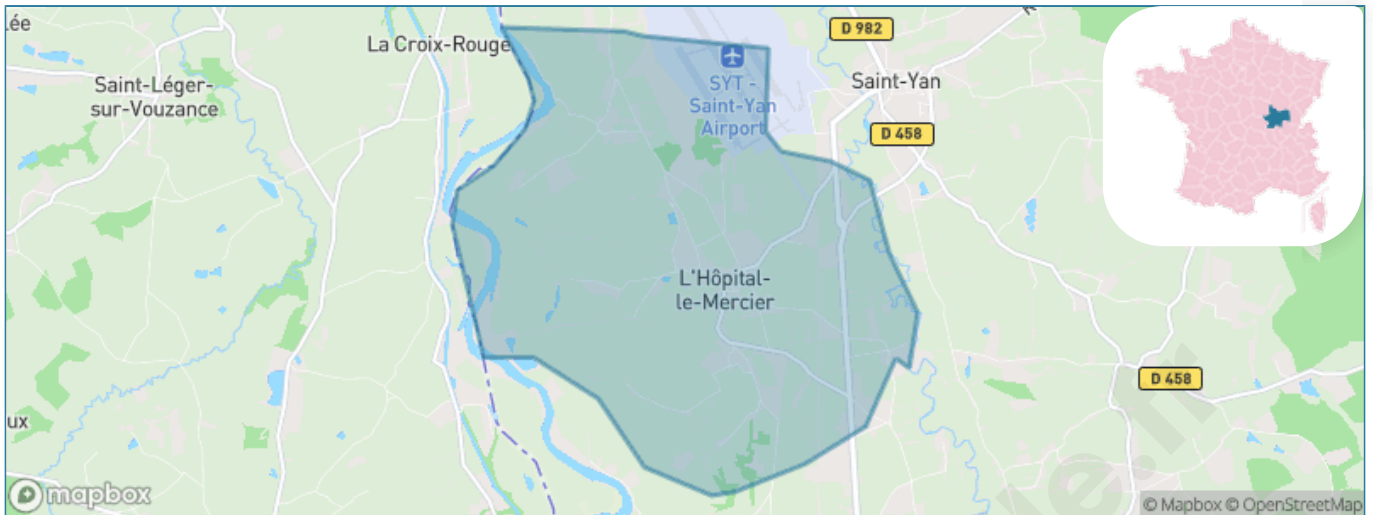 lée
La Croix-Rouge
D 982
Saint-Léger-
sur-Vouzance
SYT -
Saint-Yan
Airport
Saint-Yan
D 458
L'Hôpital-
le-Mercier
D 458
ux
mapbox
© Mapbox © OpenStreetMap